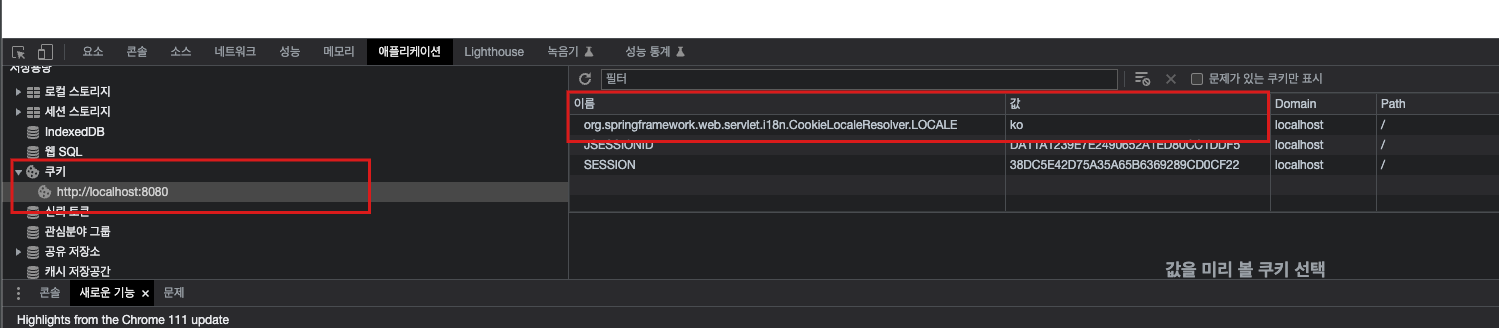 요소 콘솔 소스 네트워크 성능 메모리 애플리케이션 Lighthouse 녹음기 성능 통계
저장용량
로컬 스토리지
세션 스토리지
IndexedDB
웹 SQL
쿠키
http://localhost:8080
신뢰 토큰
관심분야 그룹
공유 저장소
캐시 저장공간
필터 문제가 있는 쿠키만 표시
이름 값 Domain Path
org.springframework.web.servlet.i18n.CookieLocaleResolver.LOCALE ko localhost /
JSESSIONID DA11A1239E7E2490652A1ED80CC1DDF5 localhost /
SESSION 38DC5E42D75A35A65B6369289CD0CF22 localhost /
값을 미리 볼 쿠키 선택
콘솔 새로운 기능 × 문제
Highlights from the Chrome 111 update